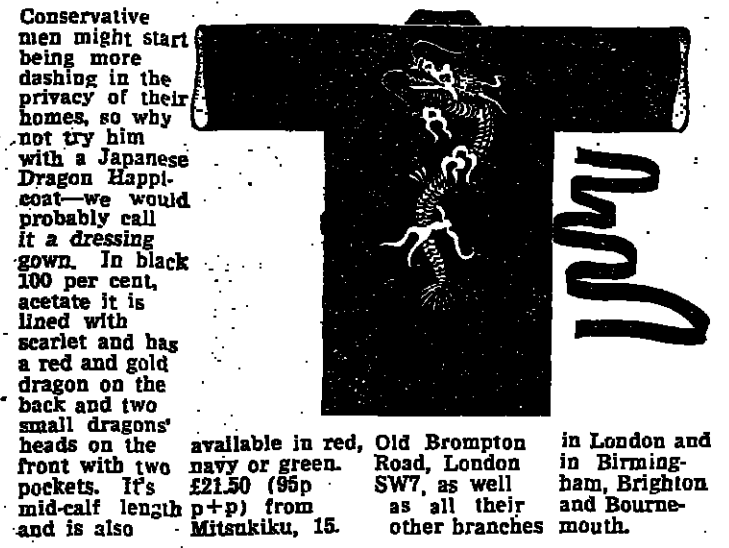 Conservative
men might start
being more
dashing in the
privacy of their
homes, so why
not try him
with a Japanese
Dragon Happi-
coat—we would
probably call
it a dressing
gown. In black
100 per cent,
acetate it is
lined with
scarlet and has
a red and gold
dragon on the
back and two
small dragons'
heads on the
front with two
pockets. It's
mid-calf length
and is also
available in red,
navy or green.
£21.50 (95p
p+p) from
Mitsukiku, 15.
Old Brompton
Road, London
SW7, as well
as all their
other branches
in London and
in Birming-
ham, Brighton
and Bourne-
mouth.